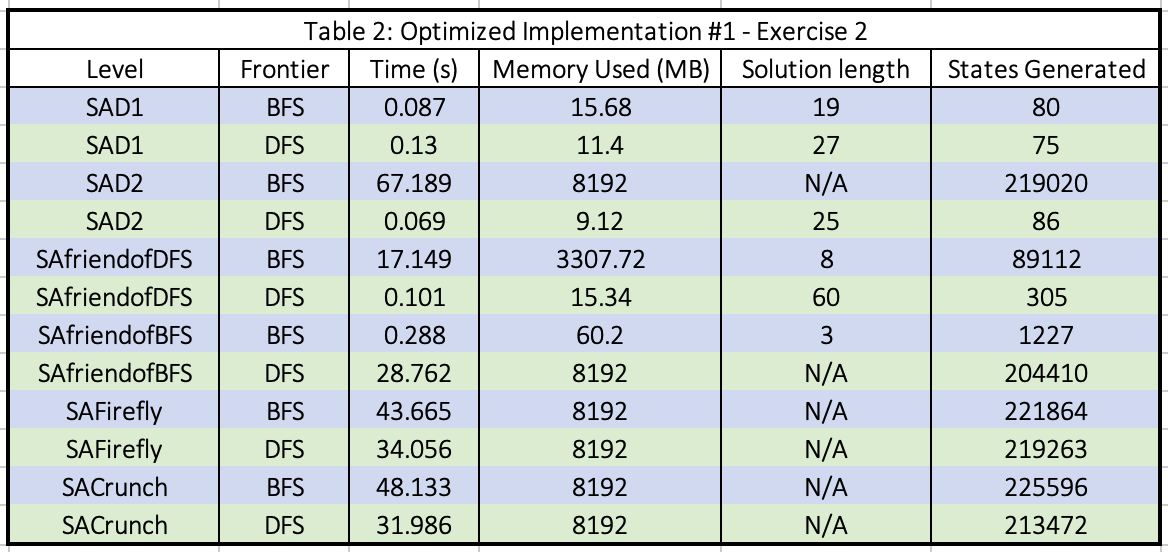 Table 2: Optimized Implementation #1 - Exercise 2
Level Frontier Time (s) Memory Used (MB) Solution length States Generated
SAD1 BFS 0.087 15.68 19 80
SAD1 DFS 0.13 11.4 27 75
SAD2 BFS 67.189 8192 N/A 219020
SAD2 DFS 0.069 9.12 25 86
SAfriendofDFS BFS 17.149 3307.72 8 89112
SAfriendofDFS DFS 0.101 15.34 60 305
SAfriendofBFS BFS 0.288 60.2 3 1227
SAfriendofBFS DFS 28.762 8192 N/A 204410
SAFirefly BFS 43.665 8192 N/A 221864
SAFirefly DFS 34.056 8192 N/A 219263
SACrunch BFS 48.133 8192 N/A 225596
SACrunch DFS 31.986 8192 N/A 213472